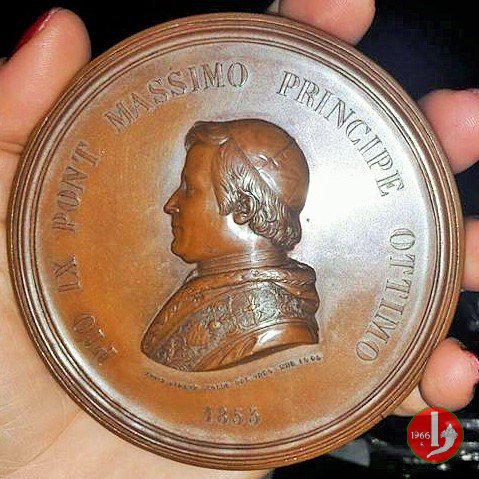 PIO IX PONT MASSIMO PRINCIPE OTTIMO
1855
1966